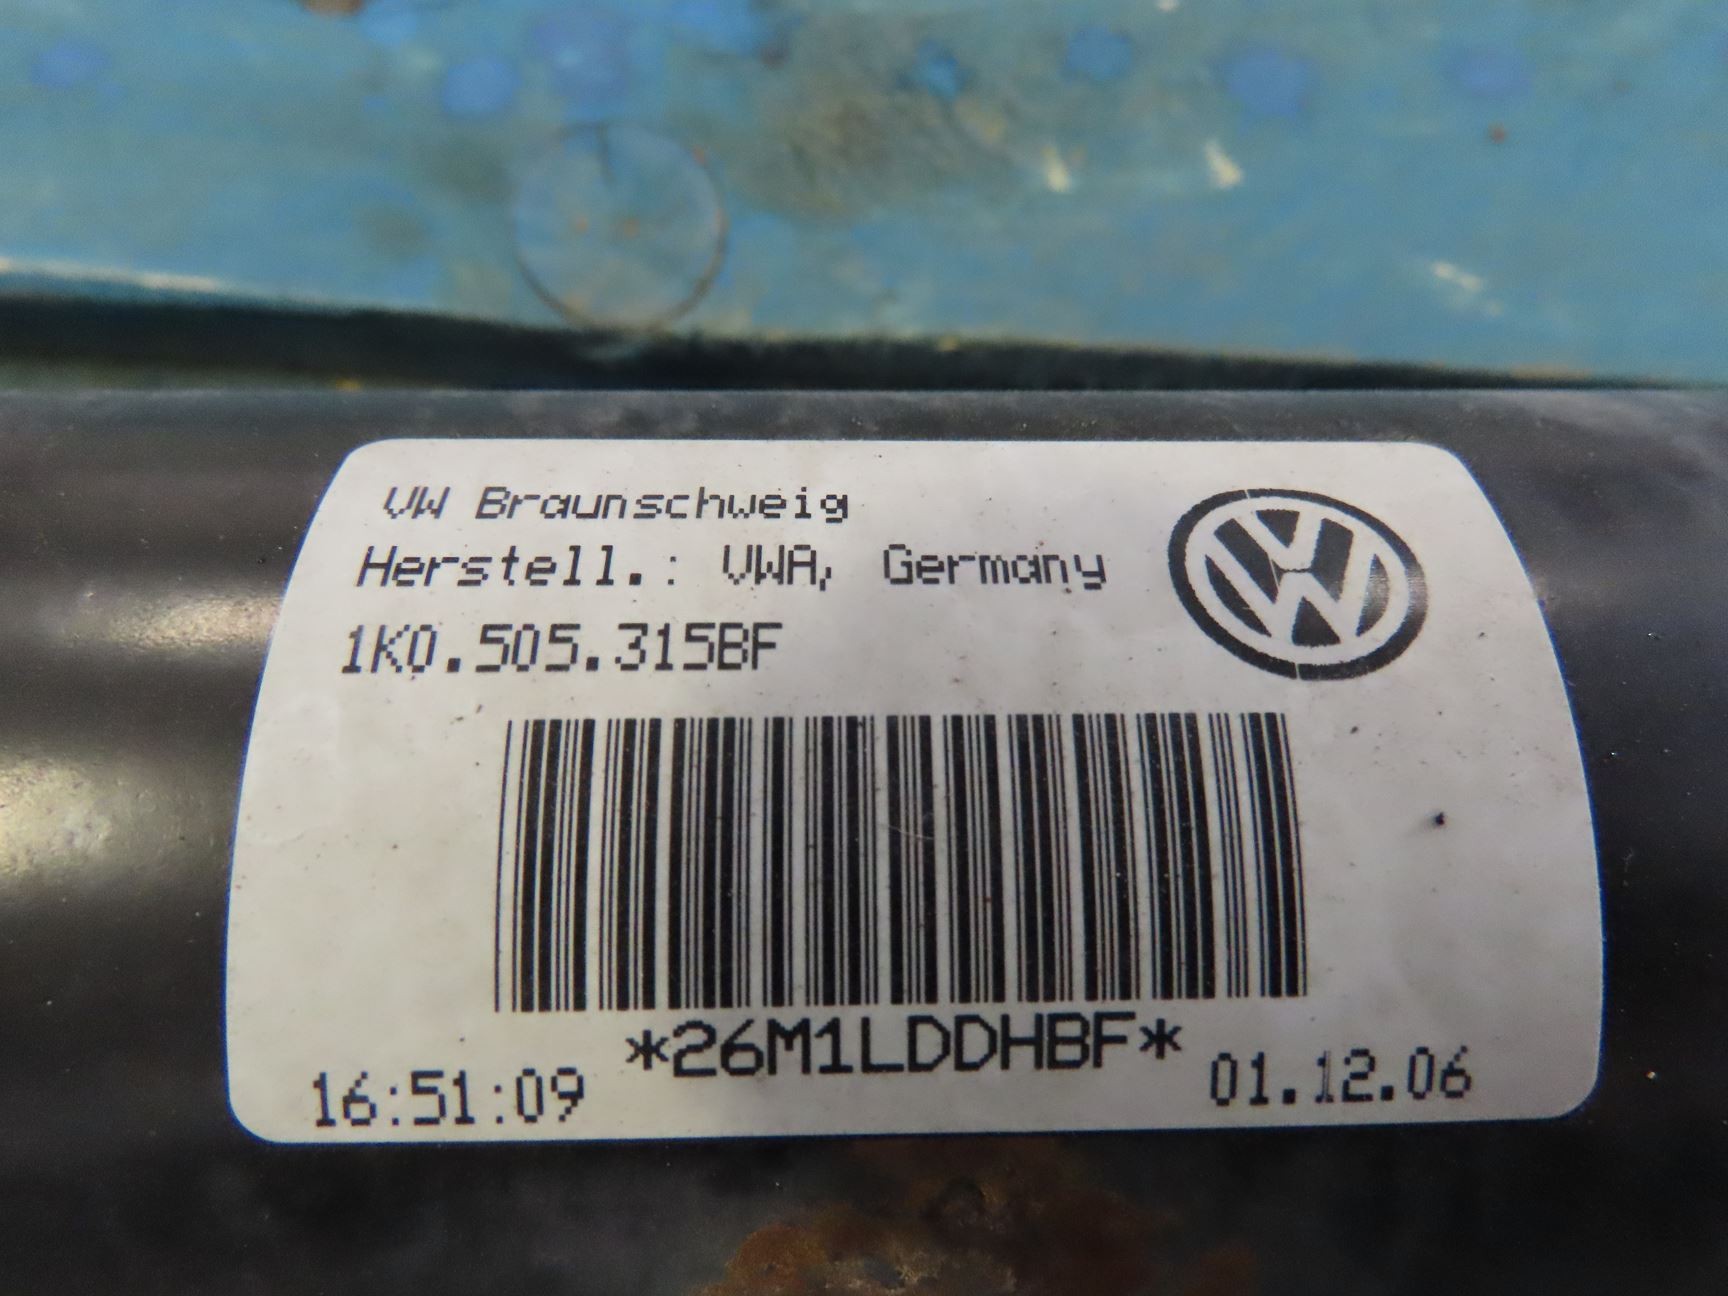 VW Braunschweig
Herstell.: VWA, Germany
1K0.505.315BF
*26M1LDDHBF*
16:51:09
01.12.06